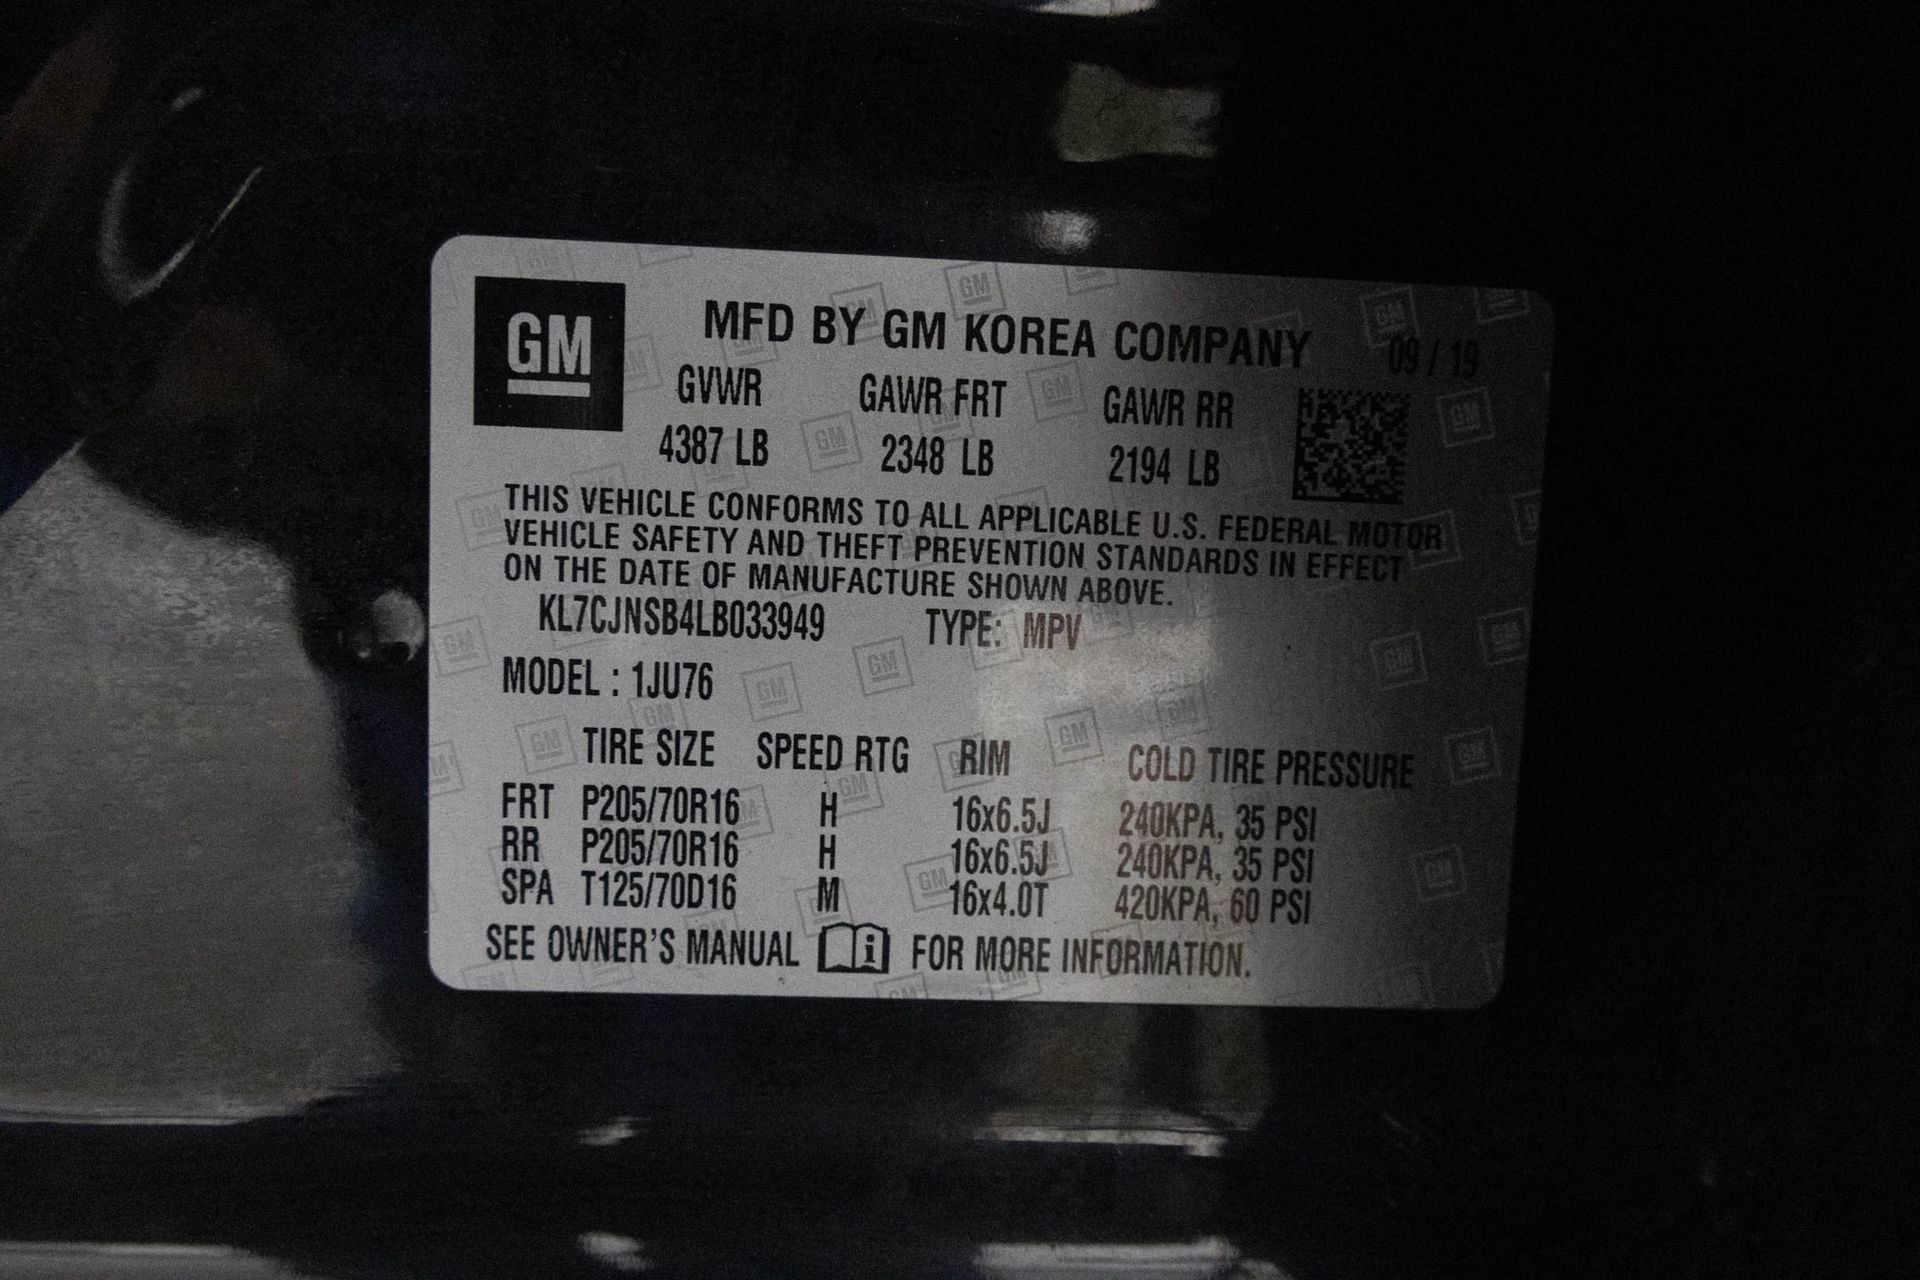 GM
MFD BY GM KOREA COMPANY 09 / 19
GVWR GAWR FRT GAWR RR
4387 LB 2348 LB 2194 LB
THIS VEHICLE CONFORMS TO ALL APPLICABLE U.S. FEDERAL MOTOR
VEHICLE SAFETY AND THEFT PREVENTION STANDARDS IN EFFECT
ON THE DATE OF MANUFACTURE SHOWN ABOVE.
KL7CJNSB4LB033949 TYPE: MPV
MODEL : 1JU76
TIRE SIZE SPEED RTG RIM COLD TIRE PRESSURE
FRT P205/70R16 H 16x6.5J 240KPA, 35 PSI
RR P205/70R16 H 16x6.5J 240KPA, 35 PSI
SPA T125/70D16 M 16x4.0T 420KPA, 60 PSI
SEE OWNER'S MANUAL i FOR MORE INFORMATION.